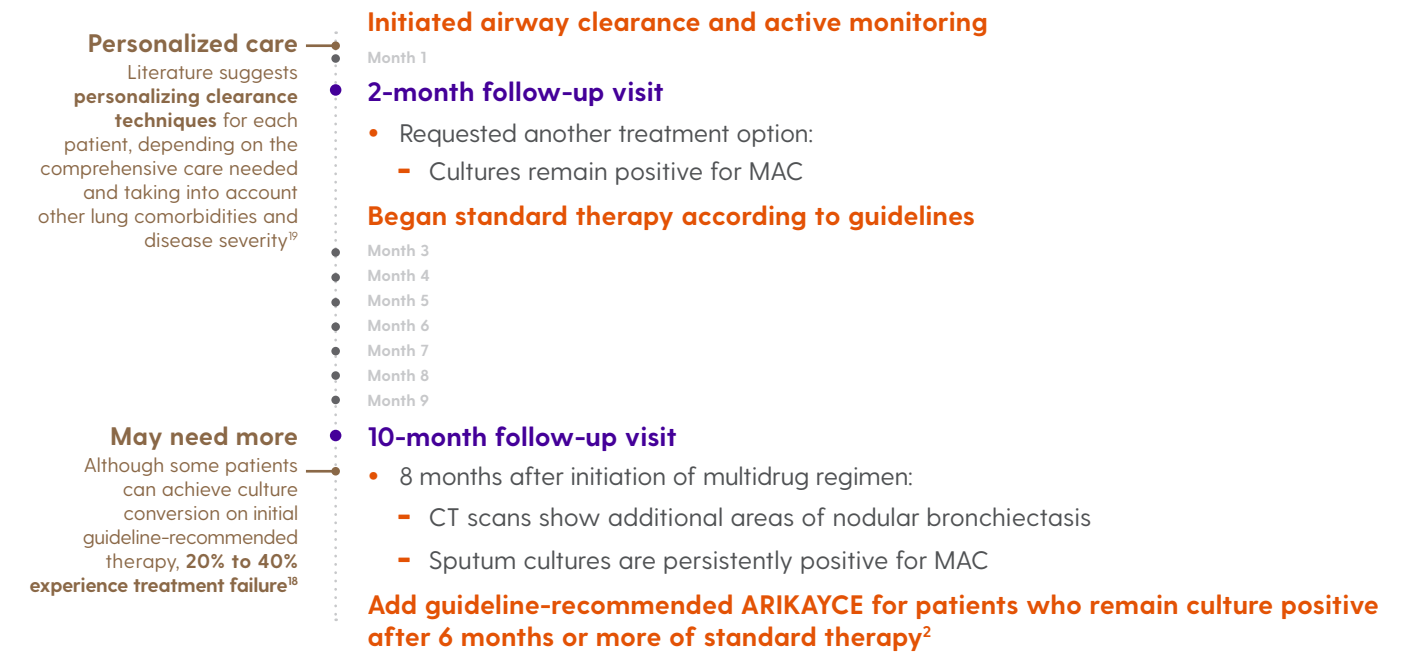 Initiated airway clearance and active monitoring
Personalized care
Literature suggests
personalizing clearance
techniques for each
patient, depending on the
comprehensive care needed
and taking into account
other lung comorbidities and
disease severity19
Month 1
2-month follow-up visit
• Requested another treatment option:
- Cultures remain positive for MAC
Began standard therapy according to guidelines
Month 3
Month 4
Month 5
Month 6
Month 7
Month 8
Month 9
May need more
Although some patients
can achieve culture
conversion on initial
guideline-recommended
therapy, 20% to 40%
experience treatment failure18
10-month follow-up visit
• 8 months after initiation of multidrug regimen:
- CT scans show additional areas of nodular bronchiectasis
- Sputum cultures are persistently positive for MAC
Add guideline-recommended ARIKAYCE for patients who remain culture positive
after 6 months or more of standard therapy2